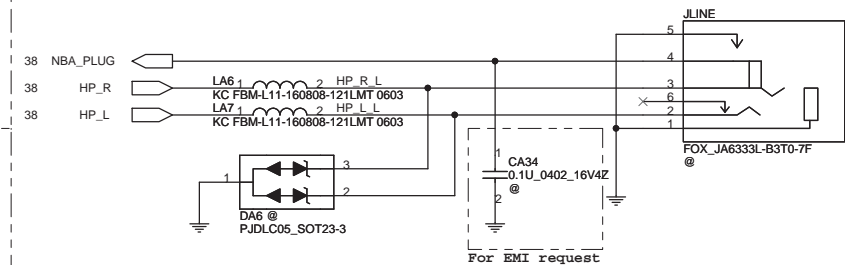 JLINE
5
38 NBA_PLUG 4
38 HP_R LA6 1 2 HP_R_L 3
KC FBM-L11-160808-121LMT 0603
6
38 HP_L LA7 1 2 HP_L_L 2
KC FBM-L11-160808-121LMT 0603
1
FOX_JA6333L-B3T0-7F
@
1
CA34
0.1U_0402_16V4Z
@
2
3
1
2
DA6 @
PJDLC05_SOT23-3
For EMI request